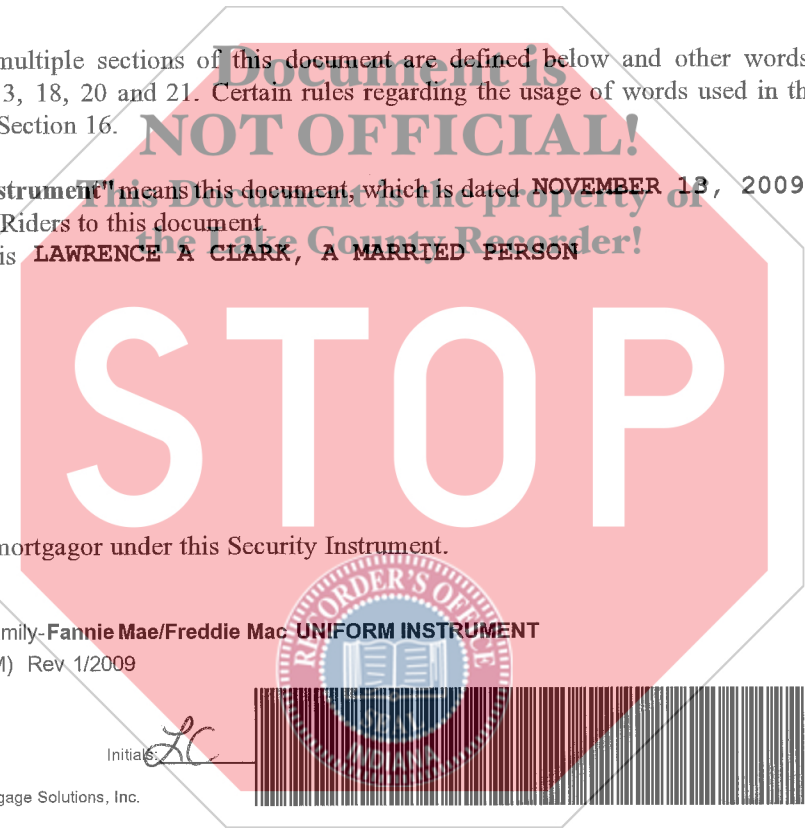 multiple sections of this document are defined below and other words
Document is
3, 18, 20 and 21. Certain rules regarding the usage of words used in th
Section 16.
NOT OFFICIAL!
strument" means this document, which is dated NOVEMBER 13, 2009
This Document is the property of
Riders to this document.
is LAWRENCE A CLARK, A MARRIED PERSON
the Lake County Recorder!
STOP
mortgagor under this Security Instrument.
RECORDER'S OFFICE
mily-Fannie Mae/Freddie Mac UNIFORM INSTRUMENT
M) Rev 1/2009
SEAL
INDIANA
Initials: LC
gage Solutions, Inc.